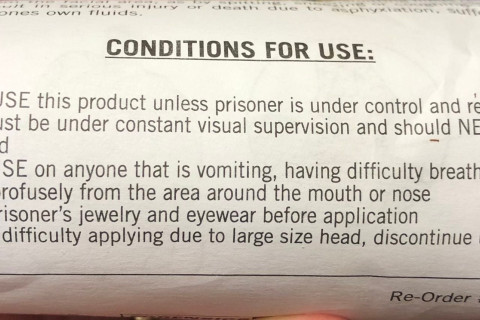 ult in serious injury or death due to asphyxiation, suffo
ones own fluids.
CONDITIONS FOR USE:
USE this product unless prisoner is under control and re
ust be under constant visual supervision and should NE
d
SE on anyone that is vomiting, having difficulty breath
profusely from the area around the mouth or nose
risoner's jewelry and eyewear before application
difficulty applying due to large size head, discontinue
Re-Order